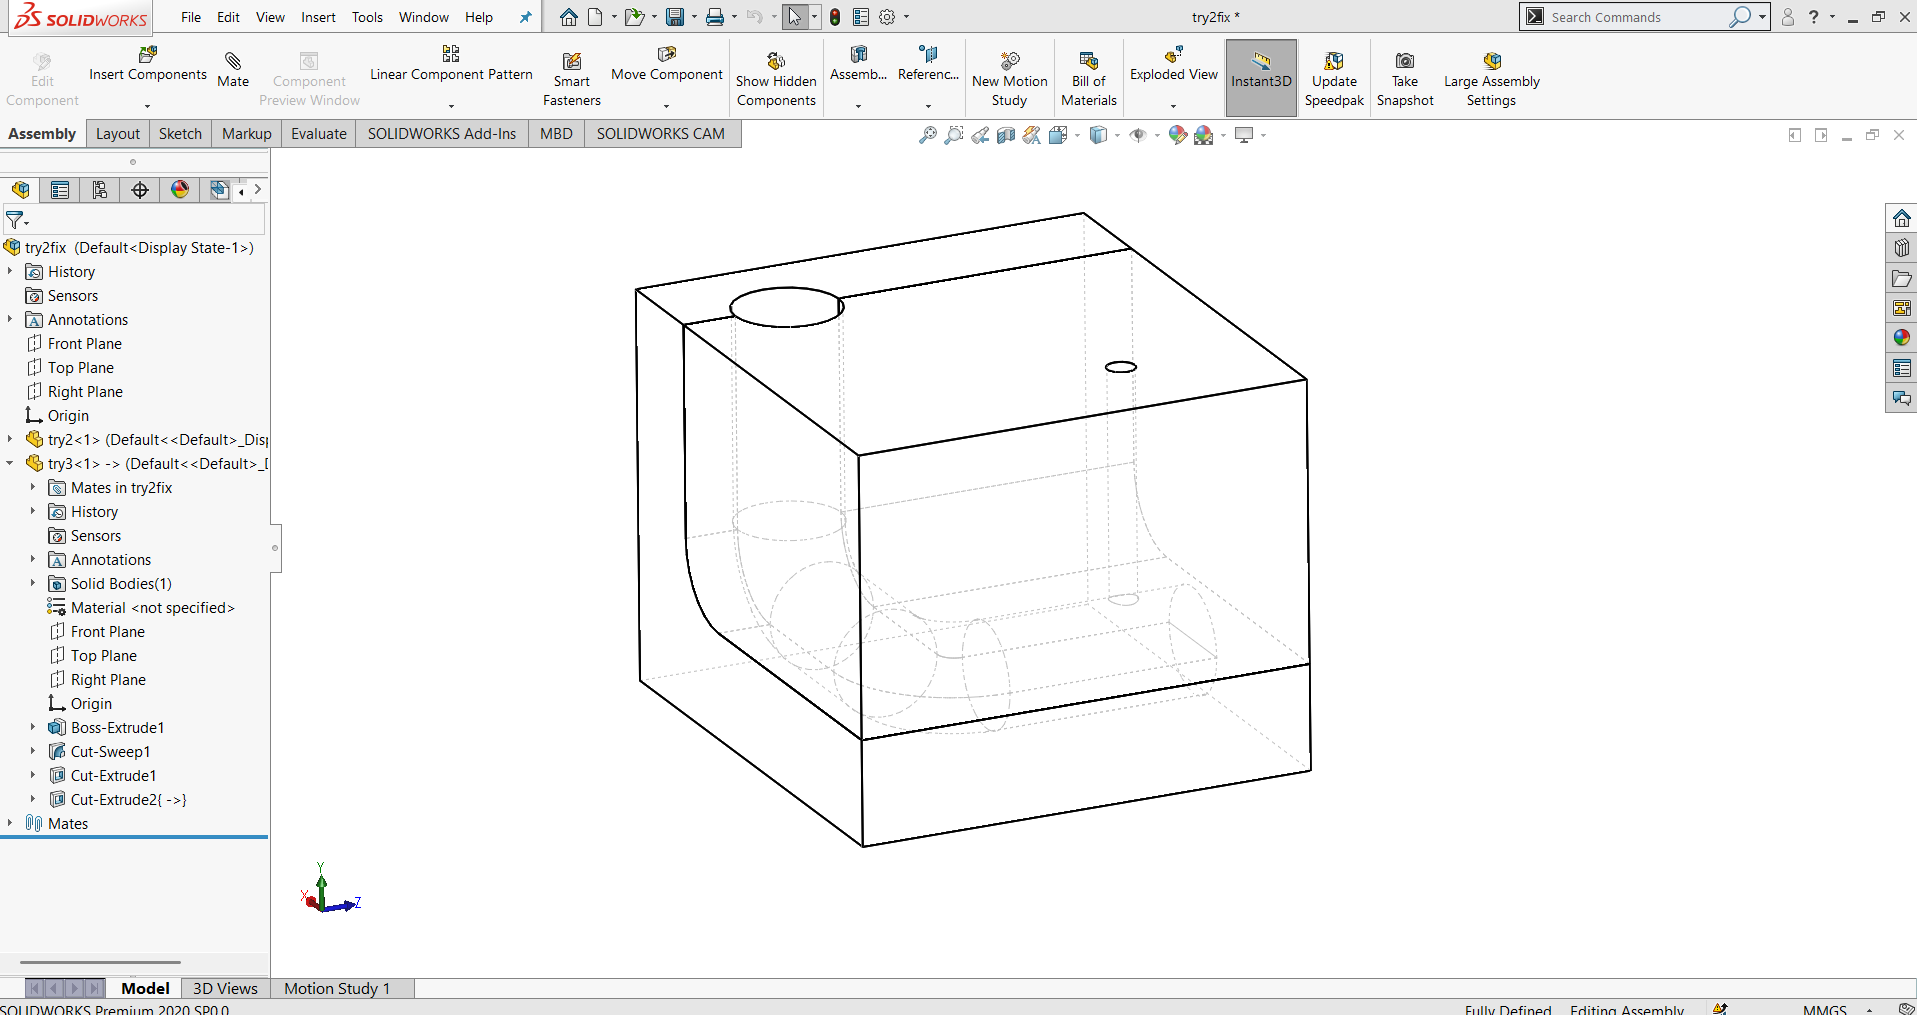 SOLIDWORKS File Edit View Insert Tools Window Help try2fix * Search Commands ?
Edit Component
Insert Components
Mate
Component Preview Window
Linear Component Pattern
Smart Fasteners
Move Component
Show Hidden Components
Assemb...
Referenc...
New Motion Study
Bill of Materials
Exploded View
Instant3D
Update Speedpak
Take Snapshot
Large Assembly Settings
Assembly Layout Sketch Markup Evaluate SOLIDWORKS Add-Ins MBD SOLIDWORKS CAM
try2fix (Default<Display State-1>)
History
Sensors
Annotations
Front Plane
Top Plane
Right Plane
Origin
try2<1> (Default<<Default>_Disp
try3<1> -> (Default<<Default>_D
Mates in try2fix
History
Sensors
Annotations
Solid Bodies(1)
Material <not specified>
Front Plane
Top Plane
Right Plane
Origin
Boss-Extrude1
Cut-Sweep1
Cut-Extrude1
Cut-Extrude2{ ->}
Mates
Y
X
Z
Model 3D Views Motion Study 1
SOLIDWORKS Premium 2020 SP0.0 Fully Defined Editing Assembly MMGS